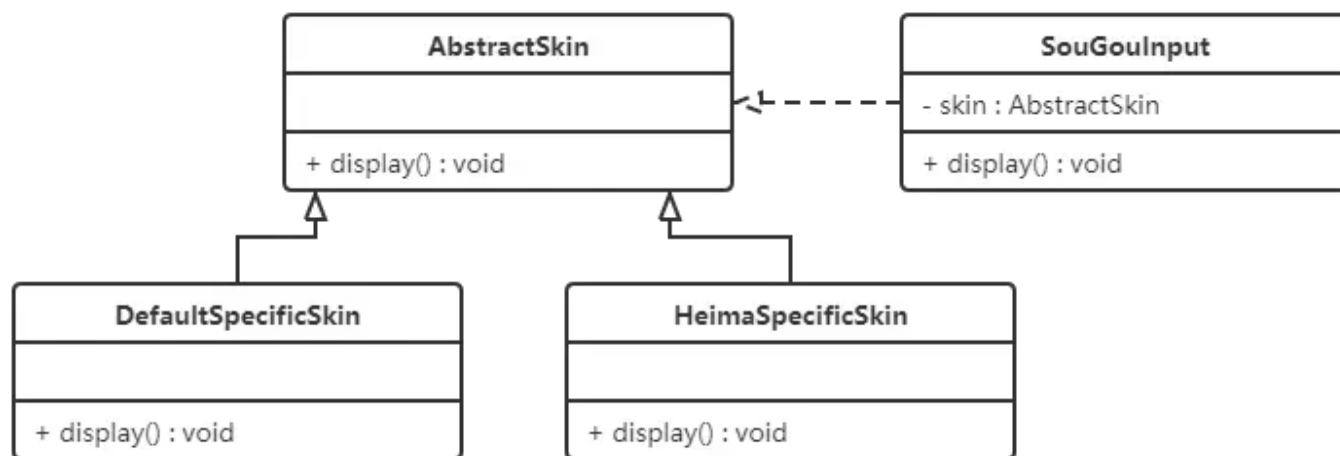 AbstractSkin
+ display() : void
SouGouInput
- skin : AbstractSkin
+ display() : void
DefaultSpecificSkin
+ display() : void
HeimaSpecificSkin
+ display() : void